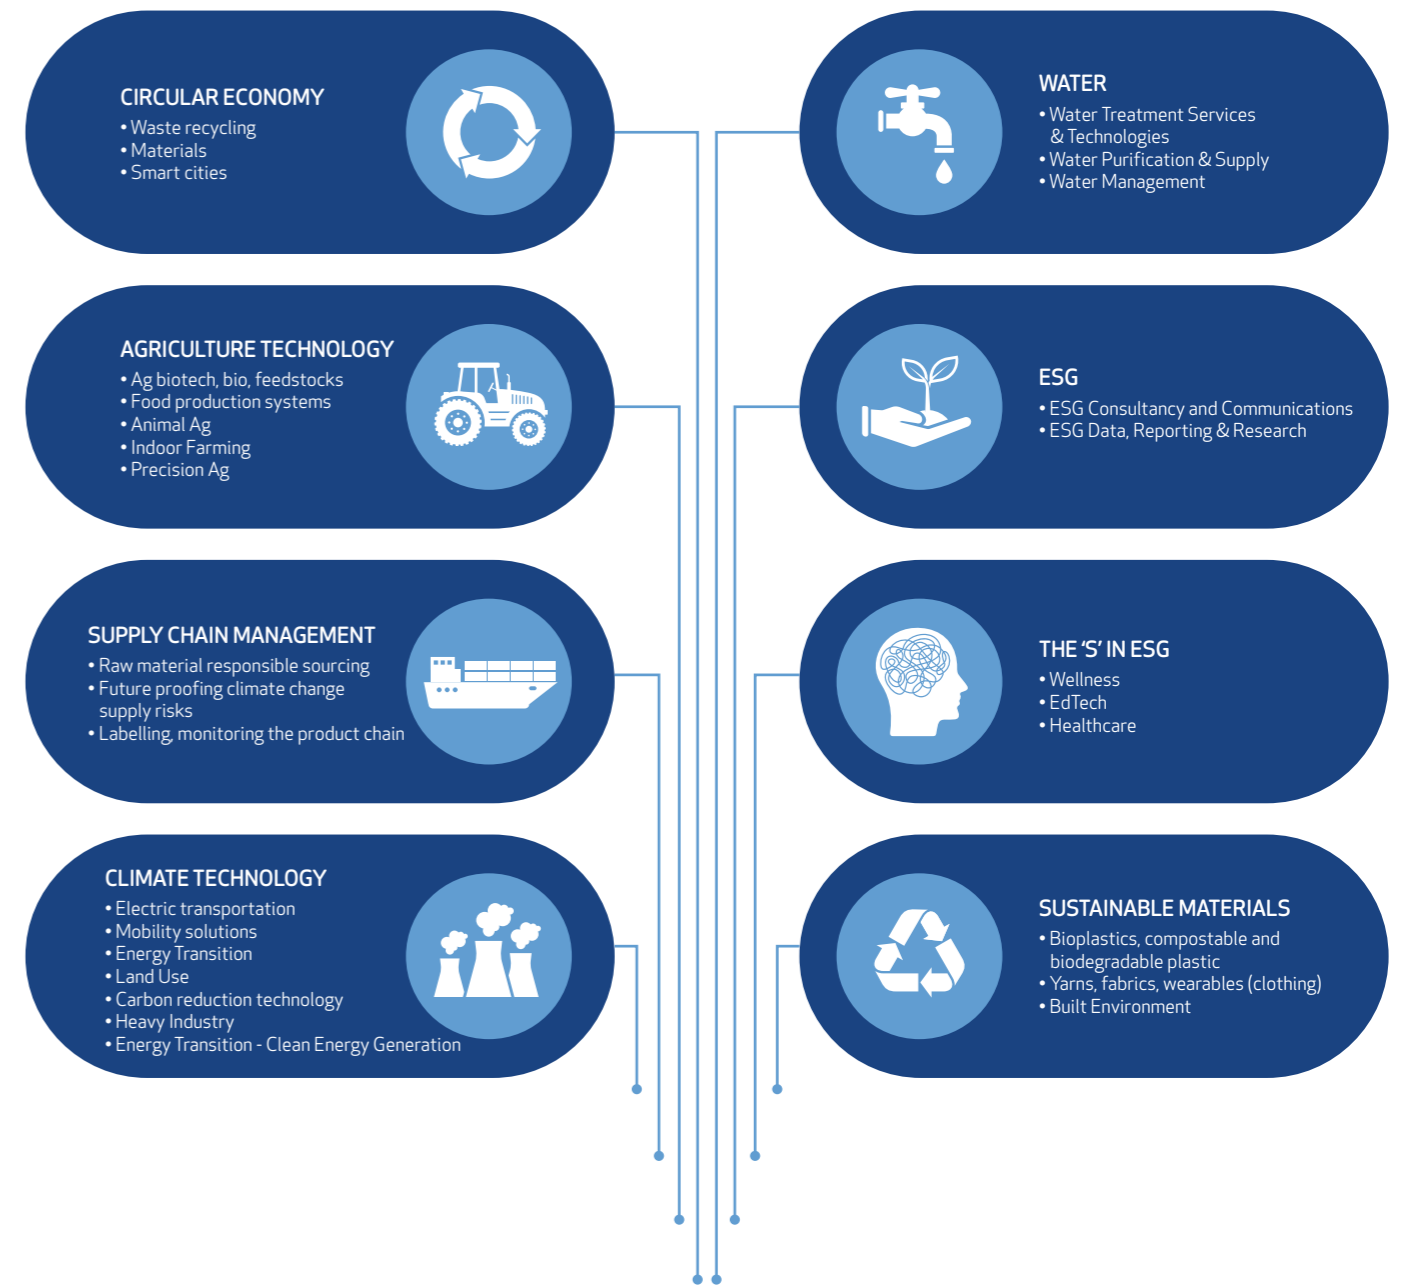 CIRCULAR ECONOMY
• Waste recycling
• Materials
• Smart cities
AGRICULTURE TECHNOLOGY
• Ag biotech, bio, feedstocks
• Food production systems
• Animal Ag
• Indoor Farming
• Precision Ag
SUPPLY CHAIN MANAGEMENT
• Raw material responsible sourcing
• Future proofing climate change
supply risks
• Labelling, monitoring the product chain
CLIMATE TECHNOLOGY
• Electric transportation
• Mobility solutions
• Energy Transition
• Land Use
• Carbon reduction technology
• Heavy Industry
• Energy Transition - Clean Energy Generation
WATER
• Water Treatment Services
& Technologies
• Water Purification & Supply
• Water Management
ESG
• ESG Consultancy and Communications
• ESG Data, Reporting & Research
THE ‘S’ IN ESG
• Wellness
• EdTech
• Healthcare
SUSTAINABLE MATERIALS
• Bioplastics, compostable and
biodegradable plastic
• Yarns, fabrics, wearables (clothing)
• Built Environment